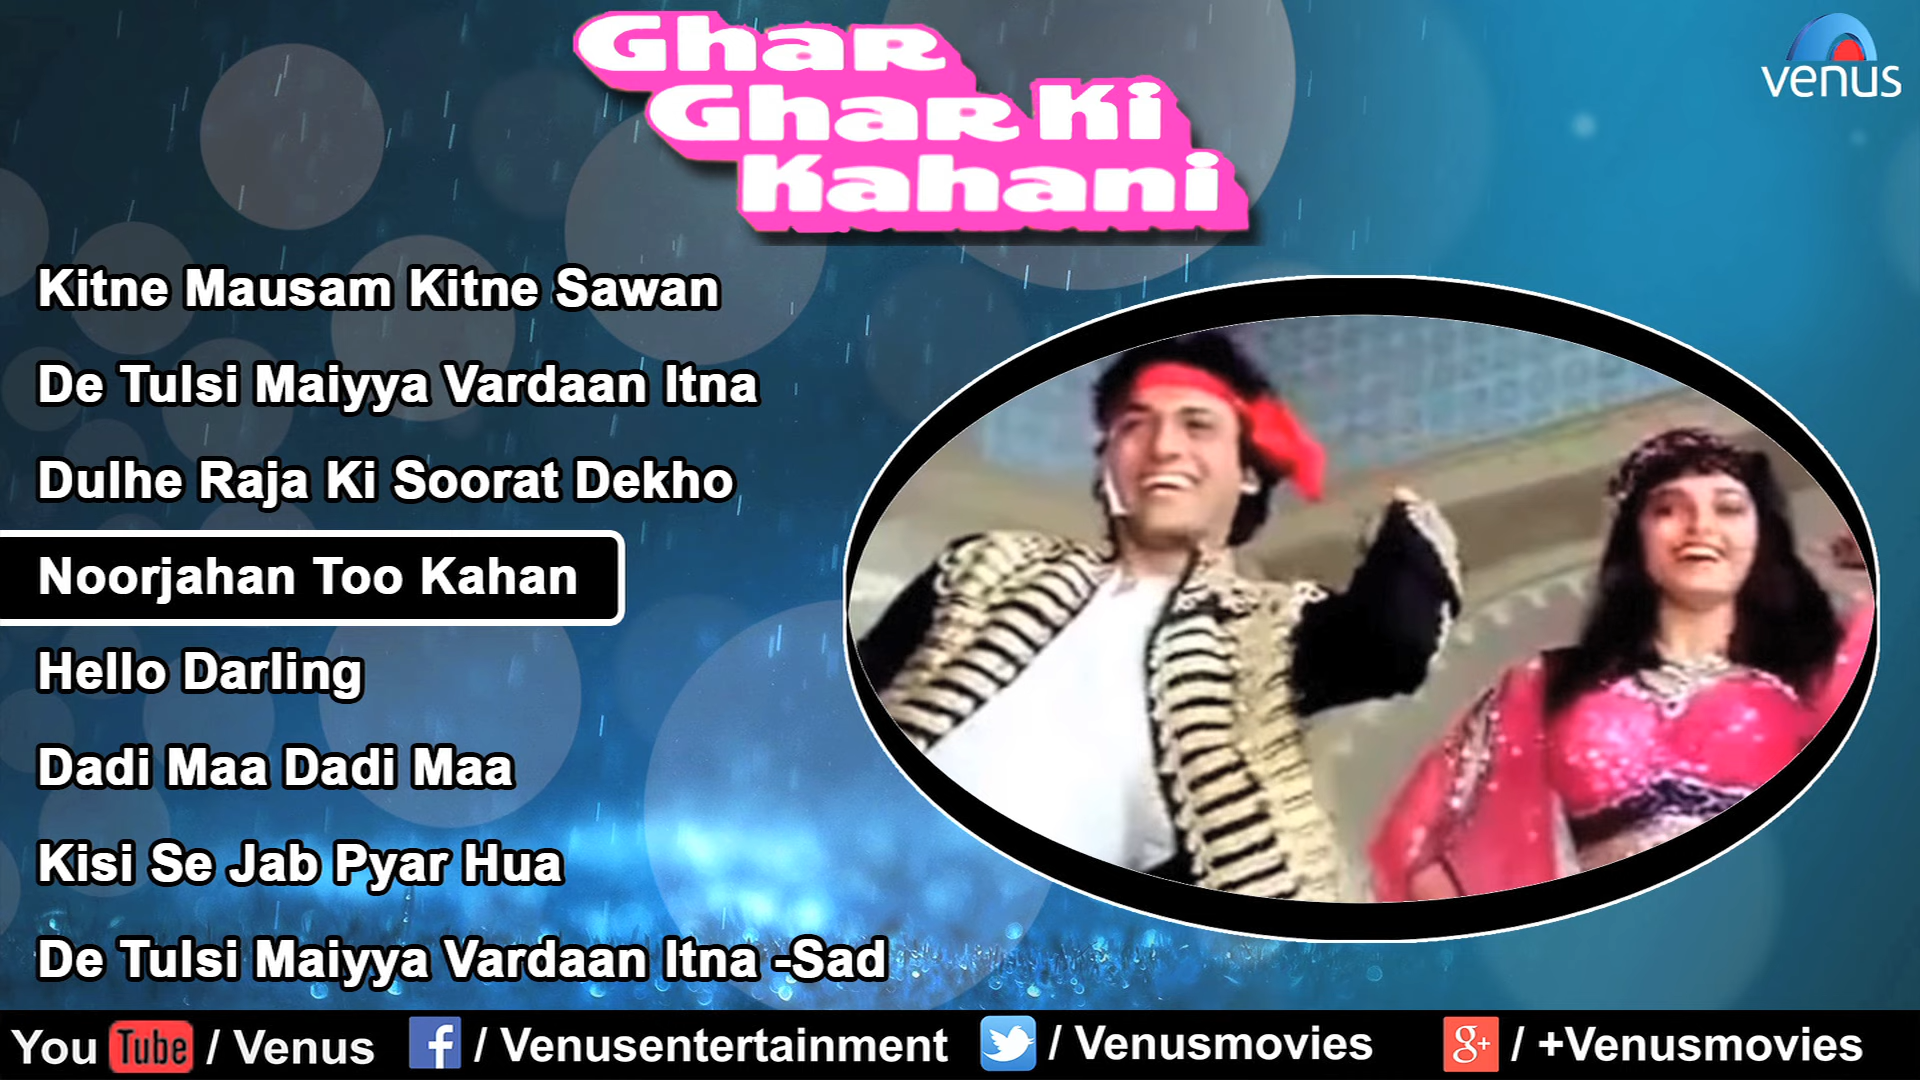 Ghar
Ghar Ki
Kahani
venus
Kitne Mausam Kitne Sawan
De Tulsi Maiyya Vardaan Itna
Dulhe Raja Ki Soorat Dekho
Noorjahan Too Kahan
Hello Darling
Dadi Maa Dadi Maa
Kisi Se Jab Pyar Hua
De Tulsi Maiyya Vardaan Itna -Sad
You Tube / Venus f / Venusentertainment / Venusmovies g+ / +Venusmovies